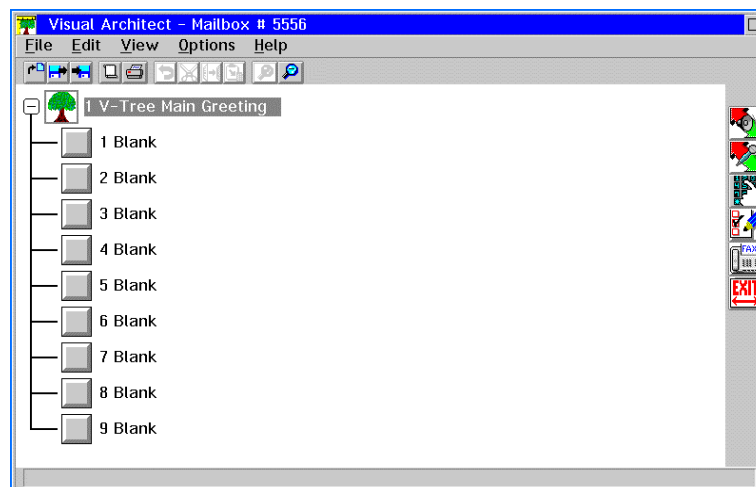 Visual Architect - Mailbox # 5556
File Edit View Options Help
1 V-Tree Main Greeting
1 Blank
2 Blank
3 Blank
4 Blank
5 Blank
6 Blank
7 Blank
8 Blank
9 Blank
FAX
EXIT